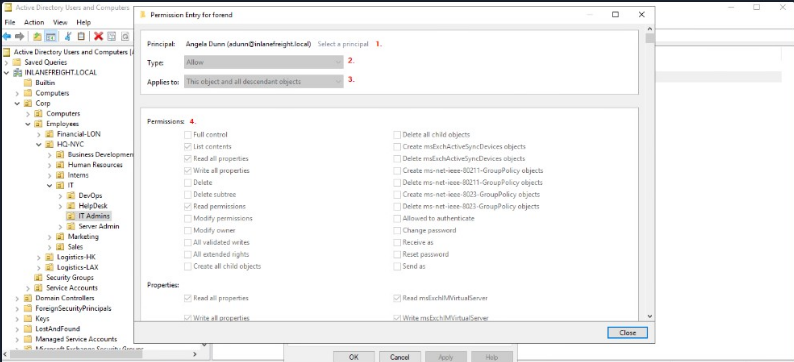 Active Directory Users and Computers
File Action View Help
Active Directory Users and Computers [
Saved Queries
INLANEFREIGHT.LOCAL
Builtin
Computers
Corp
Computers
Employees
Financial-LON
HQ-NYC
Business Developmen
Human Resources
Interns
IT
DevOps
HelpDesk
IT Admins
Server Admin
Marketing
Sales
Logistics-HK
Logistics-LAX
Security Groups
Service Accounts
Domain Controllers
ForeignSecurityPrincipals
Keys
LostAndFound
Managed Service Accounts
Microsoft Exchange Security Groups
Permission Entry for forend
Principal: Angela Dunn (adunn@inlanefreight.local) Select a principal 1.
Type: Allow 2.
Applies to: This object and all descendant objects 3.
Permissions: 4.
Full control
List contents
Read all properties
Write all properties
Delete
Delete subtree
Read permissions
Modify permissions
Modify owner
All validated writes
All extended rights
Create all child objects
Delete all child objects
Create msExchActiveSyncDevices objects
Delete msExchActiveSyncDevices objects
Create ms-net-ieee-80211-GroupPolicy objects
Delete ms-net-ieee-80211-GroupPolicy objects
Create ms-net-ieee-8023-GroupPolicy objects
Delete ms-net-ieee-8023-GroupPolicy objects
Allowed to authenticate
Change password
Receive as
Reset password
Send as
Properties:
Read all properties
Write all properties
Read msExchIMVirtualServer
Write msExchIMVirtualServer
Close
OK Cancel Apply Help